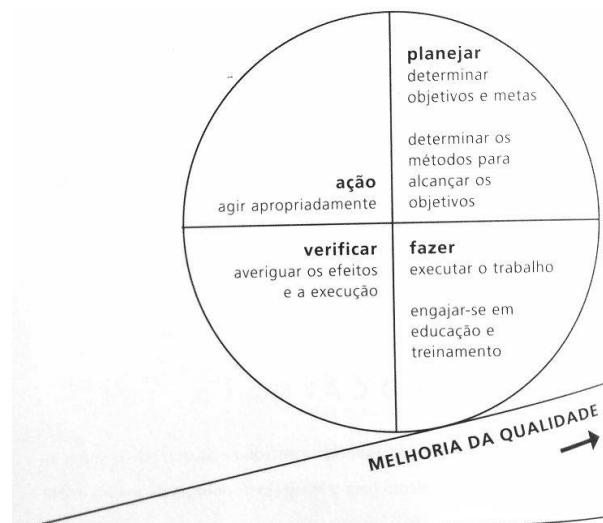 planejar
determinar
objetivos e metas
determinar os
métodos para
alcançar os
objetivos
ação
agir apropriadamente
verificar
averiguar os efeitos
e a execução
fazer
executar o trabalho
engajar-se em
educação e
treinamento
MELHORIA DA QUALIDADE